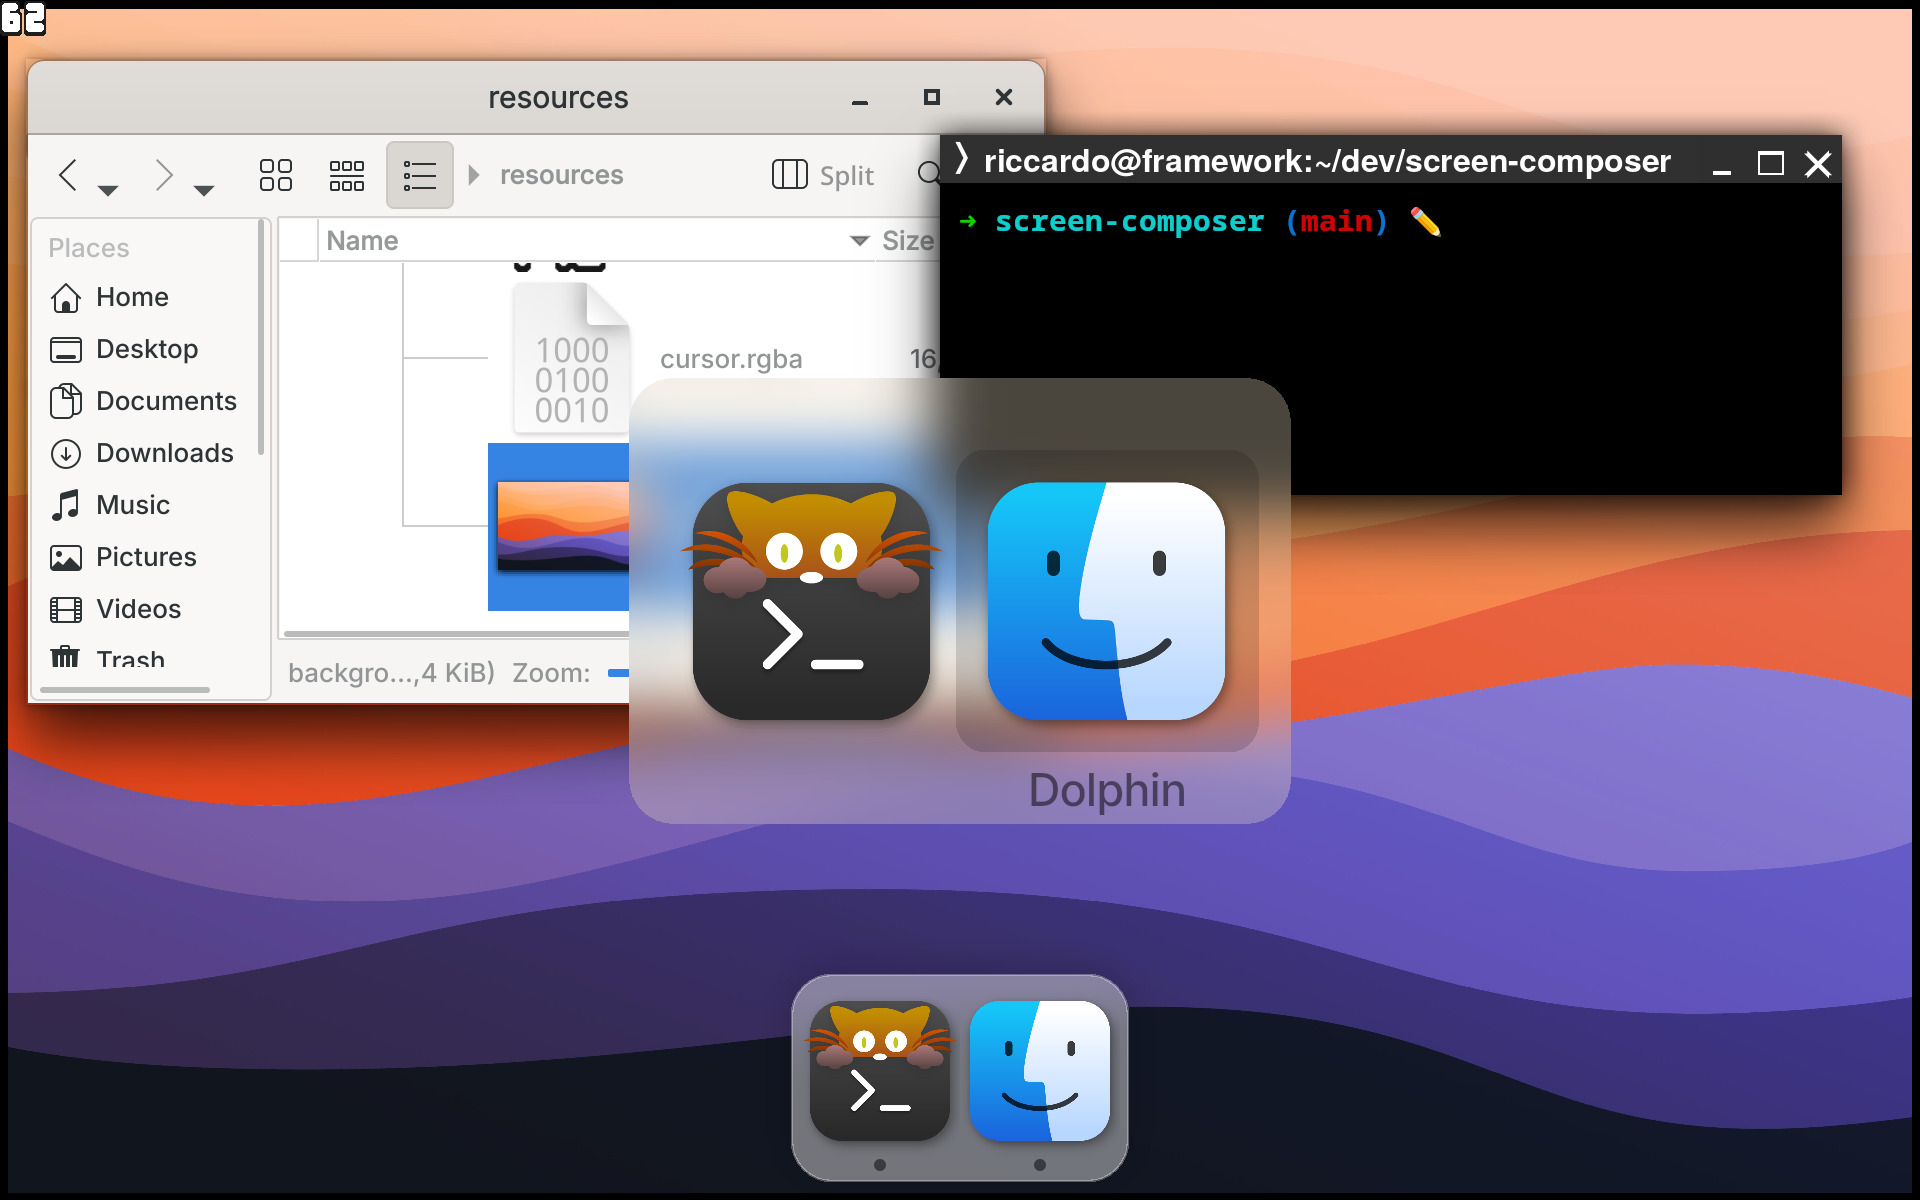 62
resources
resources
Split
riccardo@framework:~/dev/screen-composer
➜ screen-composer (main) ✏️
Places
Home
Desktop
Documents
Downloads
Music
Pictures
Videos
Trash
Name
Size
1000
0100
0010
cursor.rgba
16,
backgro...,4 KiB)
Zoom:
Dolphin